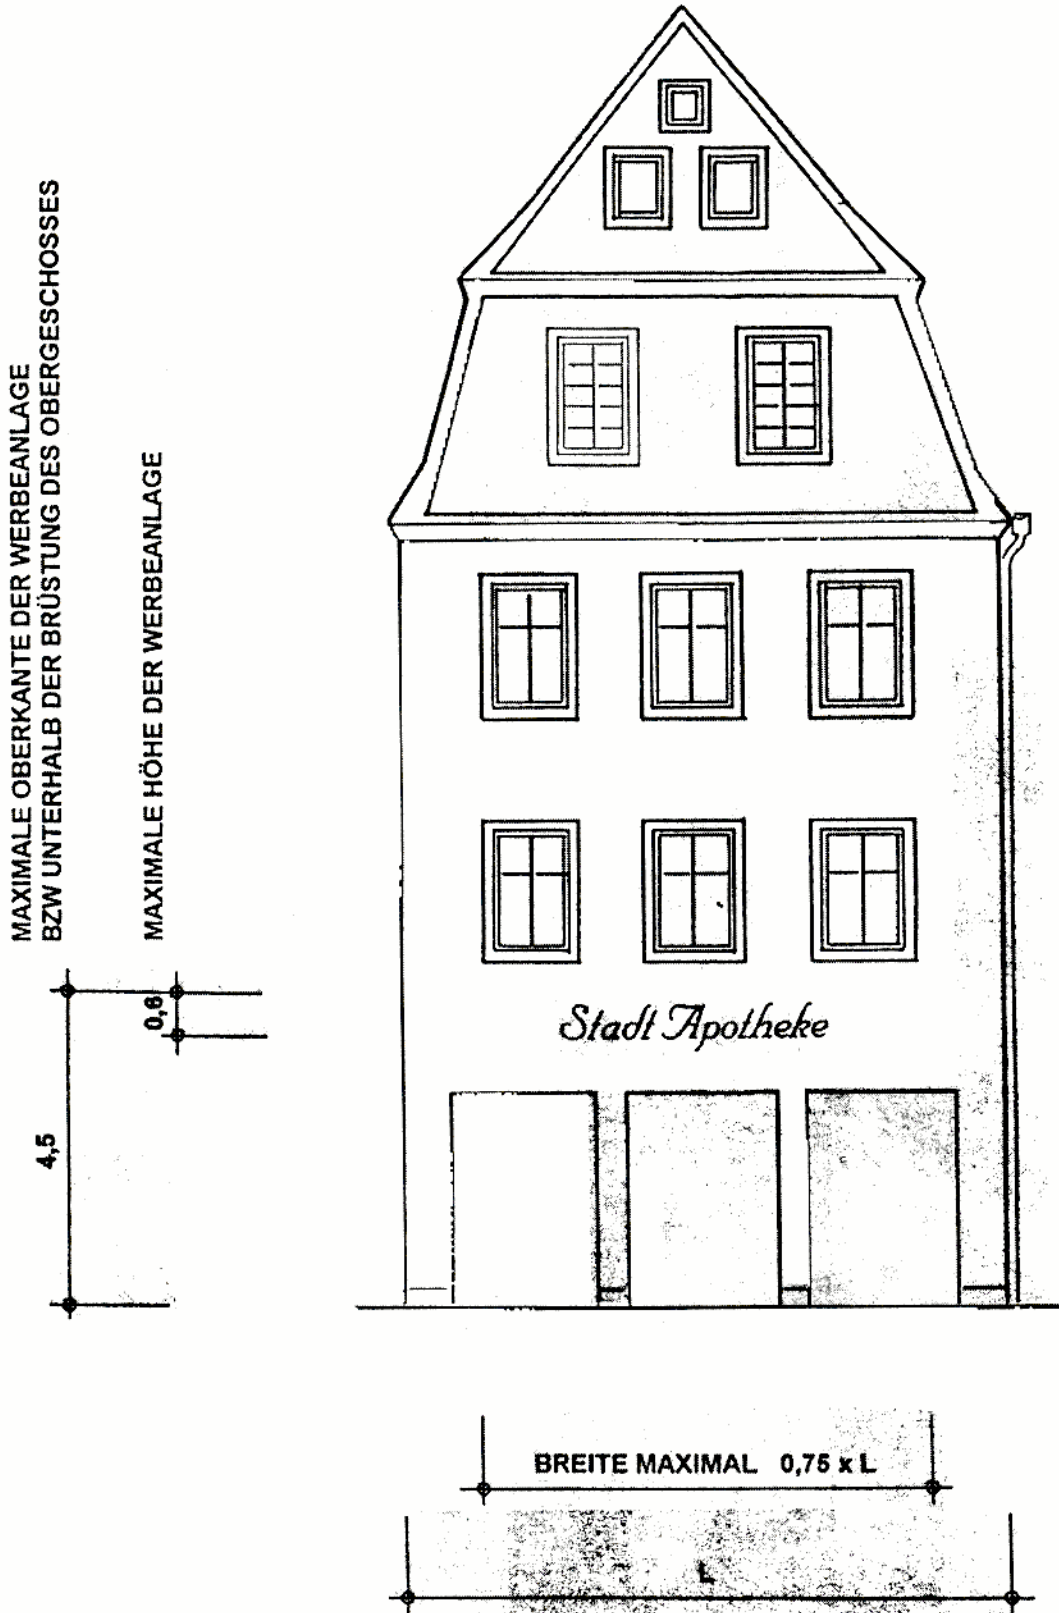 MAXIMALE OBERKANTE DER WERBEANLAGE
BZW UNTERHALB DER BRÜSTUNG DES OBERGESCHOSSES
MAXIMALE HÖHE DER WERBEANLAGE
0,6
4,5
Stadt Apotheke
BREITE MAXIMAL 0,75 x L
L